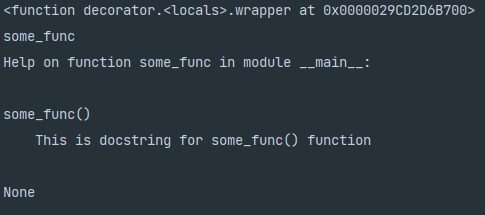 <function decorator.<locals>.wrapper at 0x0000029CD2D6B700>
some_func
Help on function some_func in module __main__:
some_func()
This is docstring for some_func() function
None